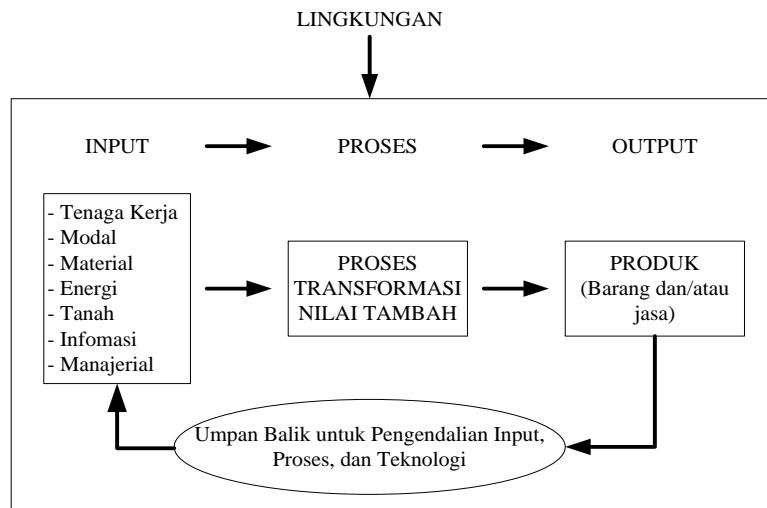 LINGKUNGAN
INPUT
PROSES
OUTPUT
- Tenaga Kerja
- Modal
- Material
- Energi
- Tanah
- Infomasi
- Manajerial
PROSES
TRANSFORMASI
NILAI TAMBAH
PRODUK
(Barang dan/atau
jasa)
Umpan Balik untuk Pengendalian Input,
Proses, dan Teknologi